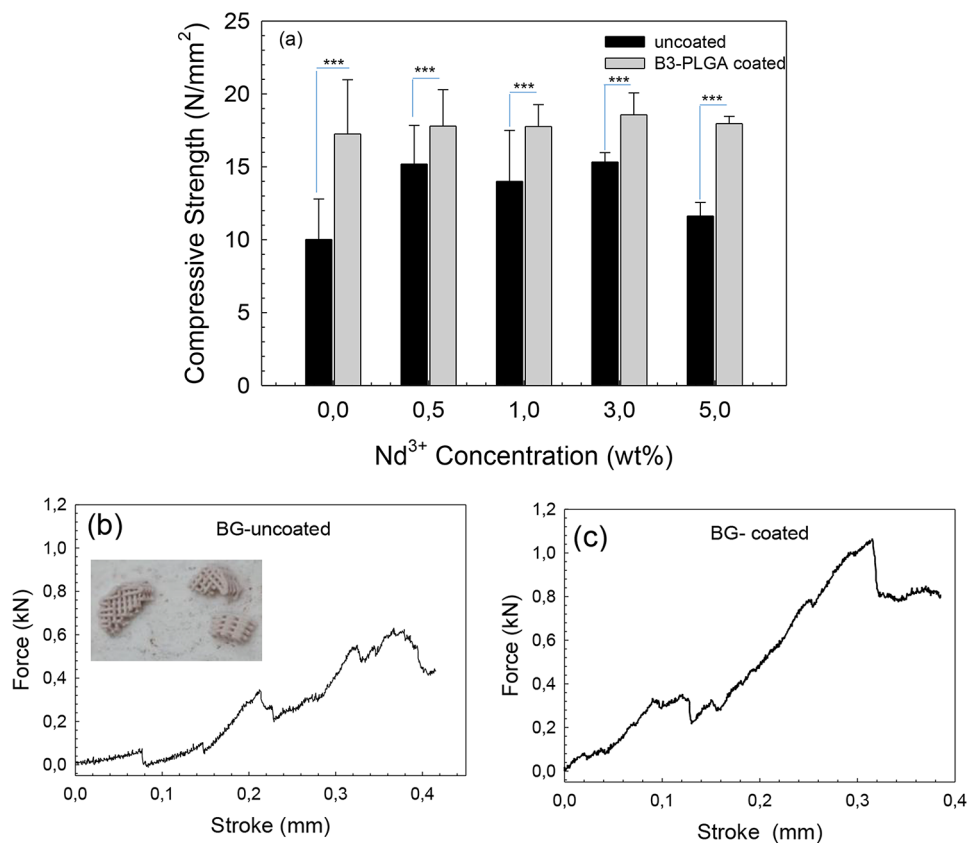 (a)
uncoated
B3-PLGA coated
Compressive Strength (N/mm²)
25
20
15
10
5
0
***
***
***
***
***
0,0 0,5 1,0 3,0 5,0
Nd³⁺ Concentration (wt%)
(b)
BG-uncoated
Force (kN)
1,2
1,0
0,8
0,6
0,4
0,2
0,0
0,0 0,1 0,2 0,3 0,4
Stroke (mm)
(c)
BG- coated
Force (kN)
1,2
1,0
0,8
0,6
0,4
0,2
0,0
0,0 0,1 0,2 0,3 0,4
Stroke (mm)